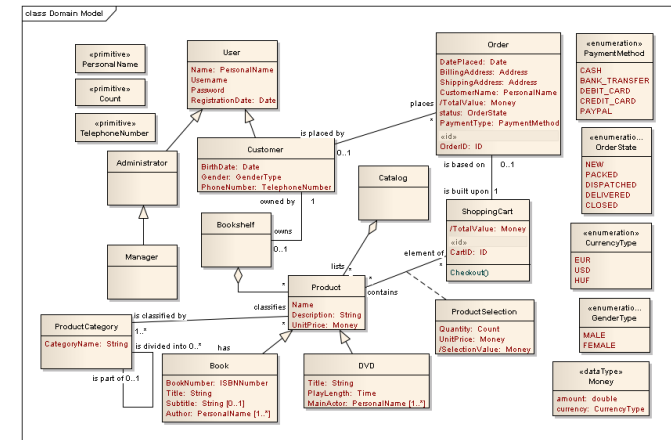 class Domain Model
«primitive»
PersonalName
«primitive»
Count
«primitive»
TelephoneNumber
User
Name: PersonalName
Username
Password
RegistrationDate: Date
Order
DatePlaced: Date
BillingAddress: Address
ShippingAddress: Address
CustomerName: PersonalName
/TotalValue: Money
status: OrderState
PaymentType: PaymentMethod
«id»
OrderID: ID
«enumeration»
PaymentMethod
CASH
BANK_TRANSFER
DEBIT_CARD
CREDIT_CARD
PAYPAL
places
*
is placed by
0..1
Administrator
Customer
BirthDate: Date
Gender: GenderType
PhoneNumber: TelephoneNumber
«enumeratio...
OrderState
NEW
PACKED
DISPATCHED
DELIVERED
CLOSED
is based on
0..1
Catalog
is built upon
1
owned by
1
ShoppingCart
/TotalValue: Money
«id»
CartID: ID
Checkout()
Bookshelf
owns
0..1
Manager
«enumeration»
CurrencyType
EUR
USD
HUF
element of
*
lists
*
*
*
contains
Product
Name
Description: String
UnitPrice: Money
classifies
*
is classified by
1..*
ProductCategory
CategoryName: String
is divided into 0..*
is part of 0..1
has
ProductSelection
Quantity: Count
UnitPrice: Money
/SelectionValue: Money
«enumeratio...
GenderType
MALE
FEMALE
Book
BookNumber: ISBNNumber
Title: String
Subtitle: String [0..1]
Author: PersonalName [1..*]
DVD
Title: String
PlayLength: Time
MainActor: PersonalName [1..*]
«dataType»
Money
amount: double
currency: CurrencyType